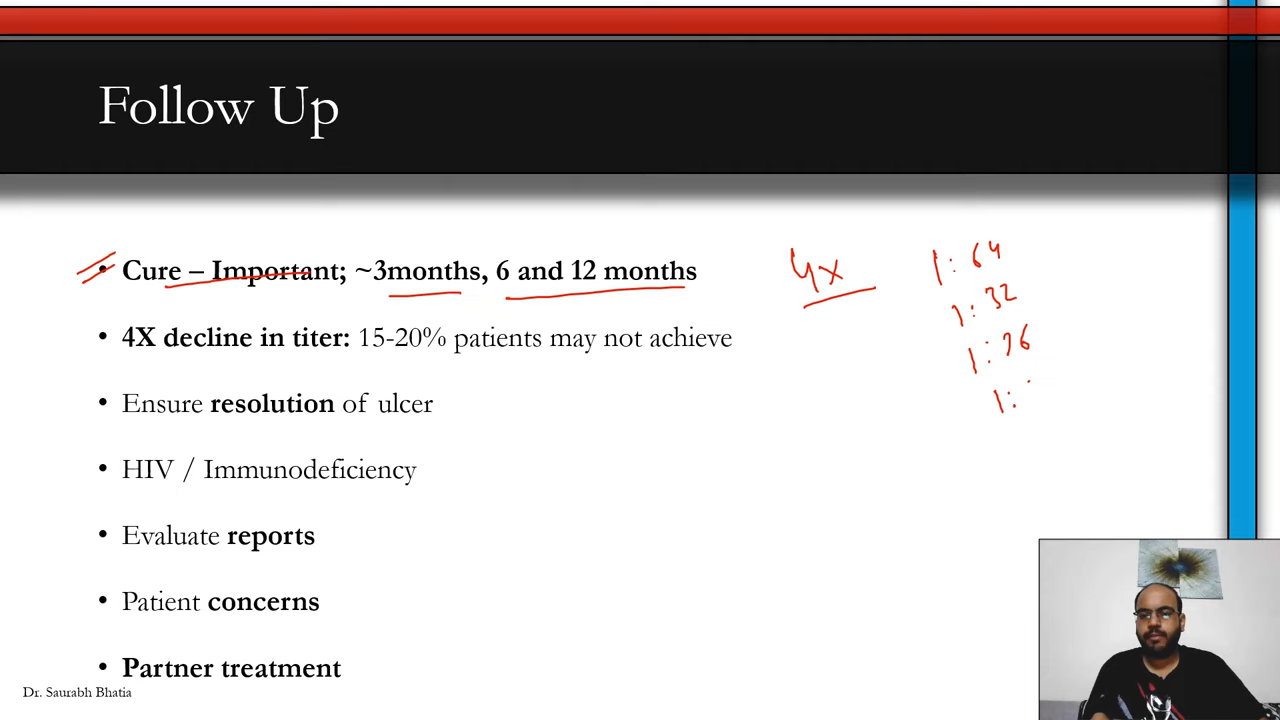 Follow Up
• Cure – Important; ~3months, 6 and 12 months
• 4X decline in titer: 15-20% patients may not achieve
• Ensure resolution of ulcer
• HIV / Immunodeficiency
• Evaluate reports
• Patient concerns
• Partner treatment
Dr. Saurabh Bhatia
4x
1:64
1:32
1:
1: